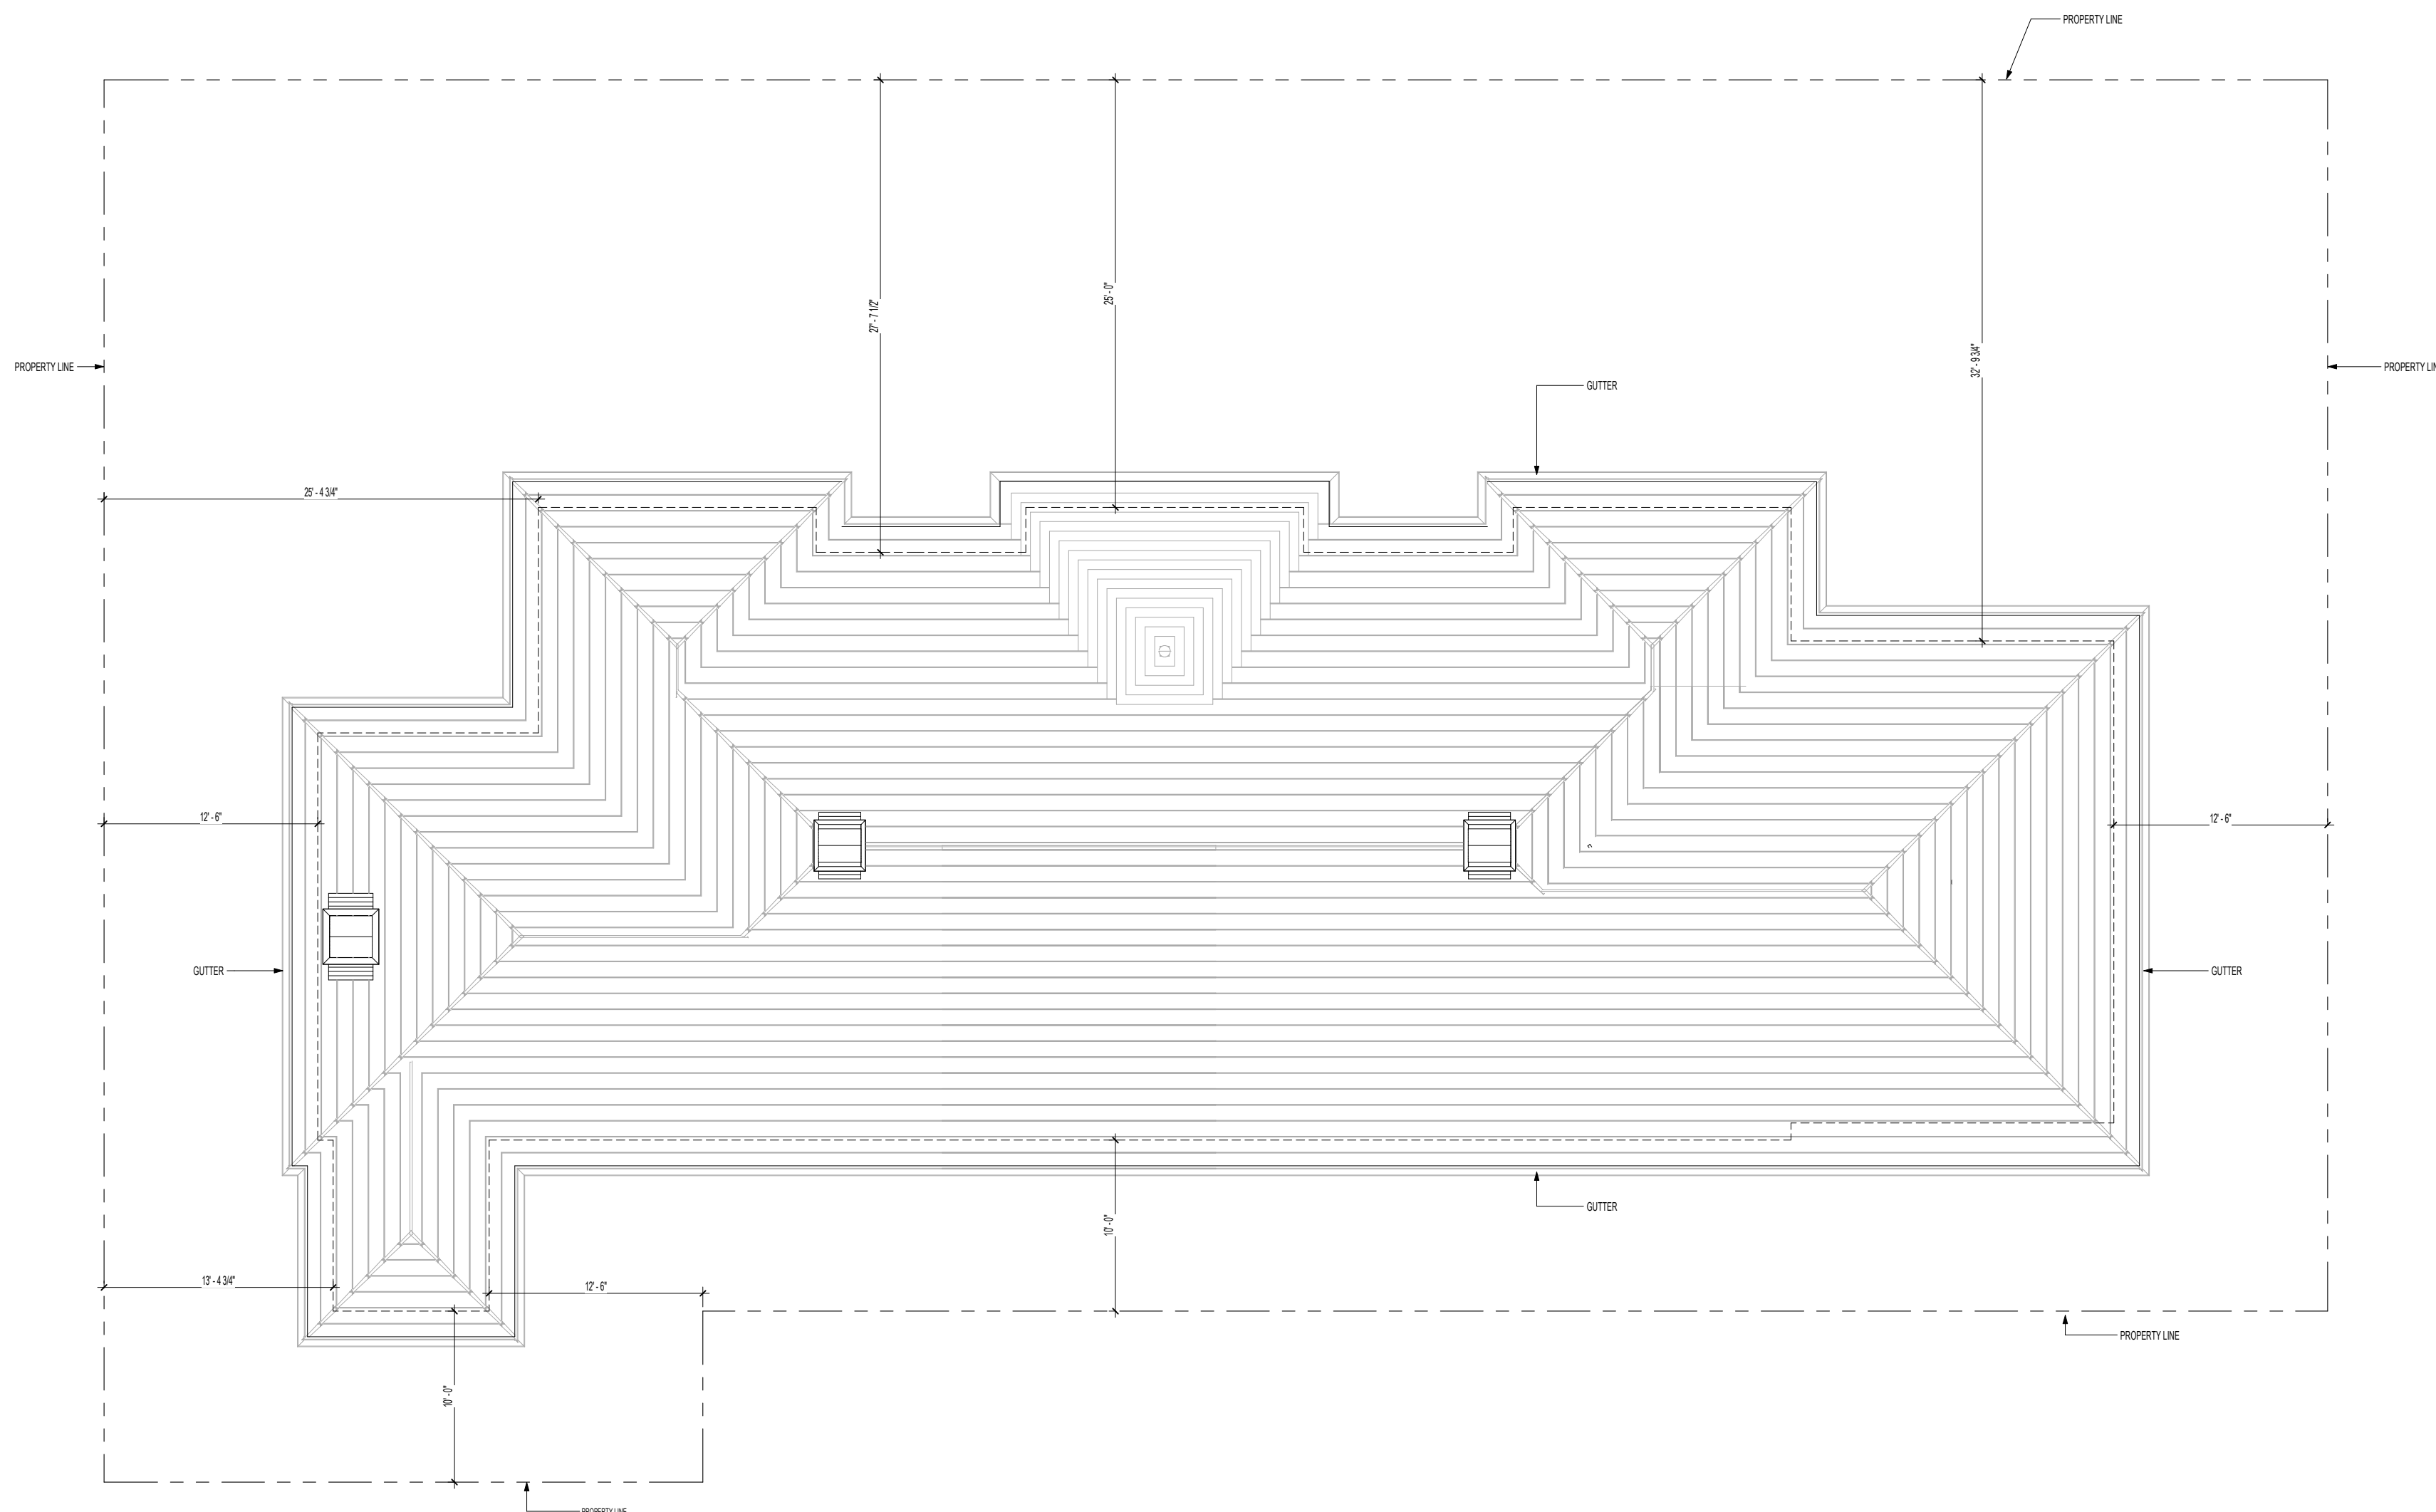 PROPERTY LINE
27' - 7 1/2"
25' - 0"
32' - 9 3/4"
PROPERTY LINE
PROPERTY LIN
GUTTER
25' - 4 3/4"
12' - 6"
12' - 6"
GUTTER
GUTTER
GUTTER
10' - 0"
13' - 4 3/4"
12' - 6"
PROPERTY LINE
10' - 0"
PROPERTY LINE